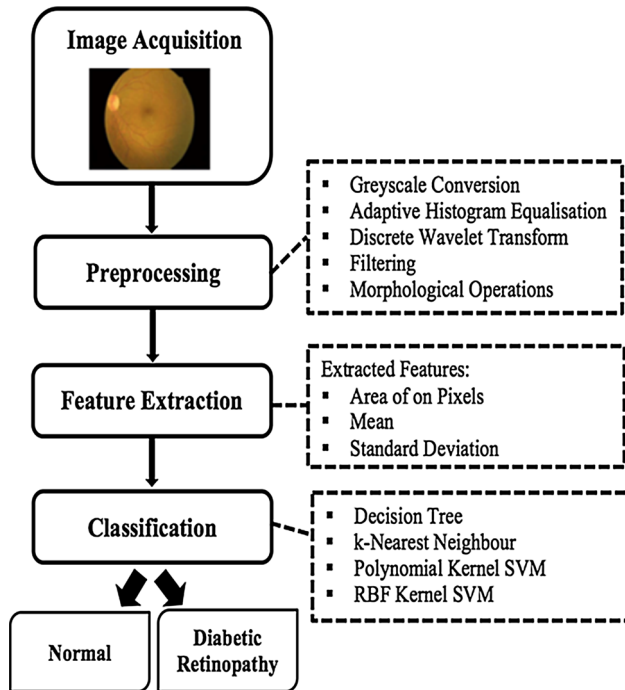 Image Acquisition
▪ Greyscale Conversion
▪ Adaptive Histogram Equalisation
▪ Discrete Wavelet Transform
▪ Filtering
▪ Morphological Operations
Preprocessing
Extracted Features:
▪ Area of on Pixels
▪ Mean
▪ Standard Deviation
Feature Extraction
▪ Decision Tree
▪ k-Nearest Neighbour
▪ Polynomial Kernel SVM
▪ RBF Kernel SVM
Classification
Normal
Diabetic
Retinopathy